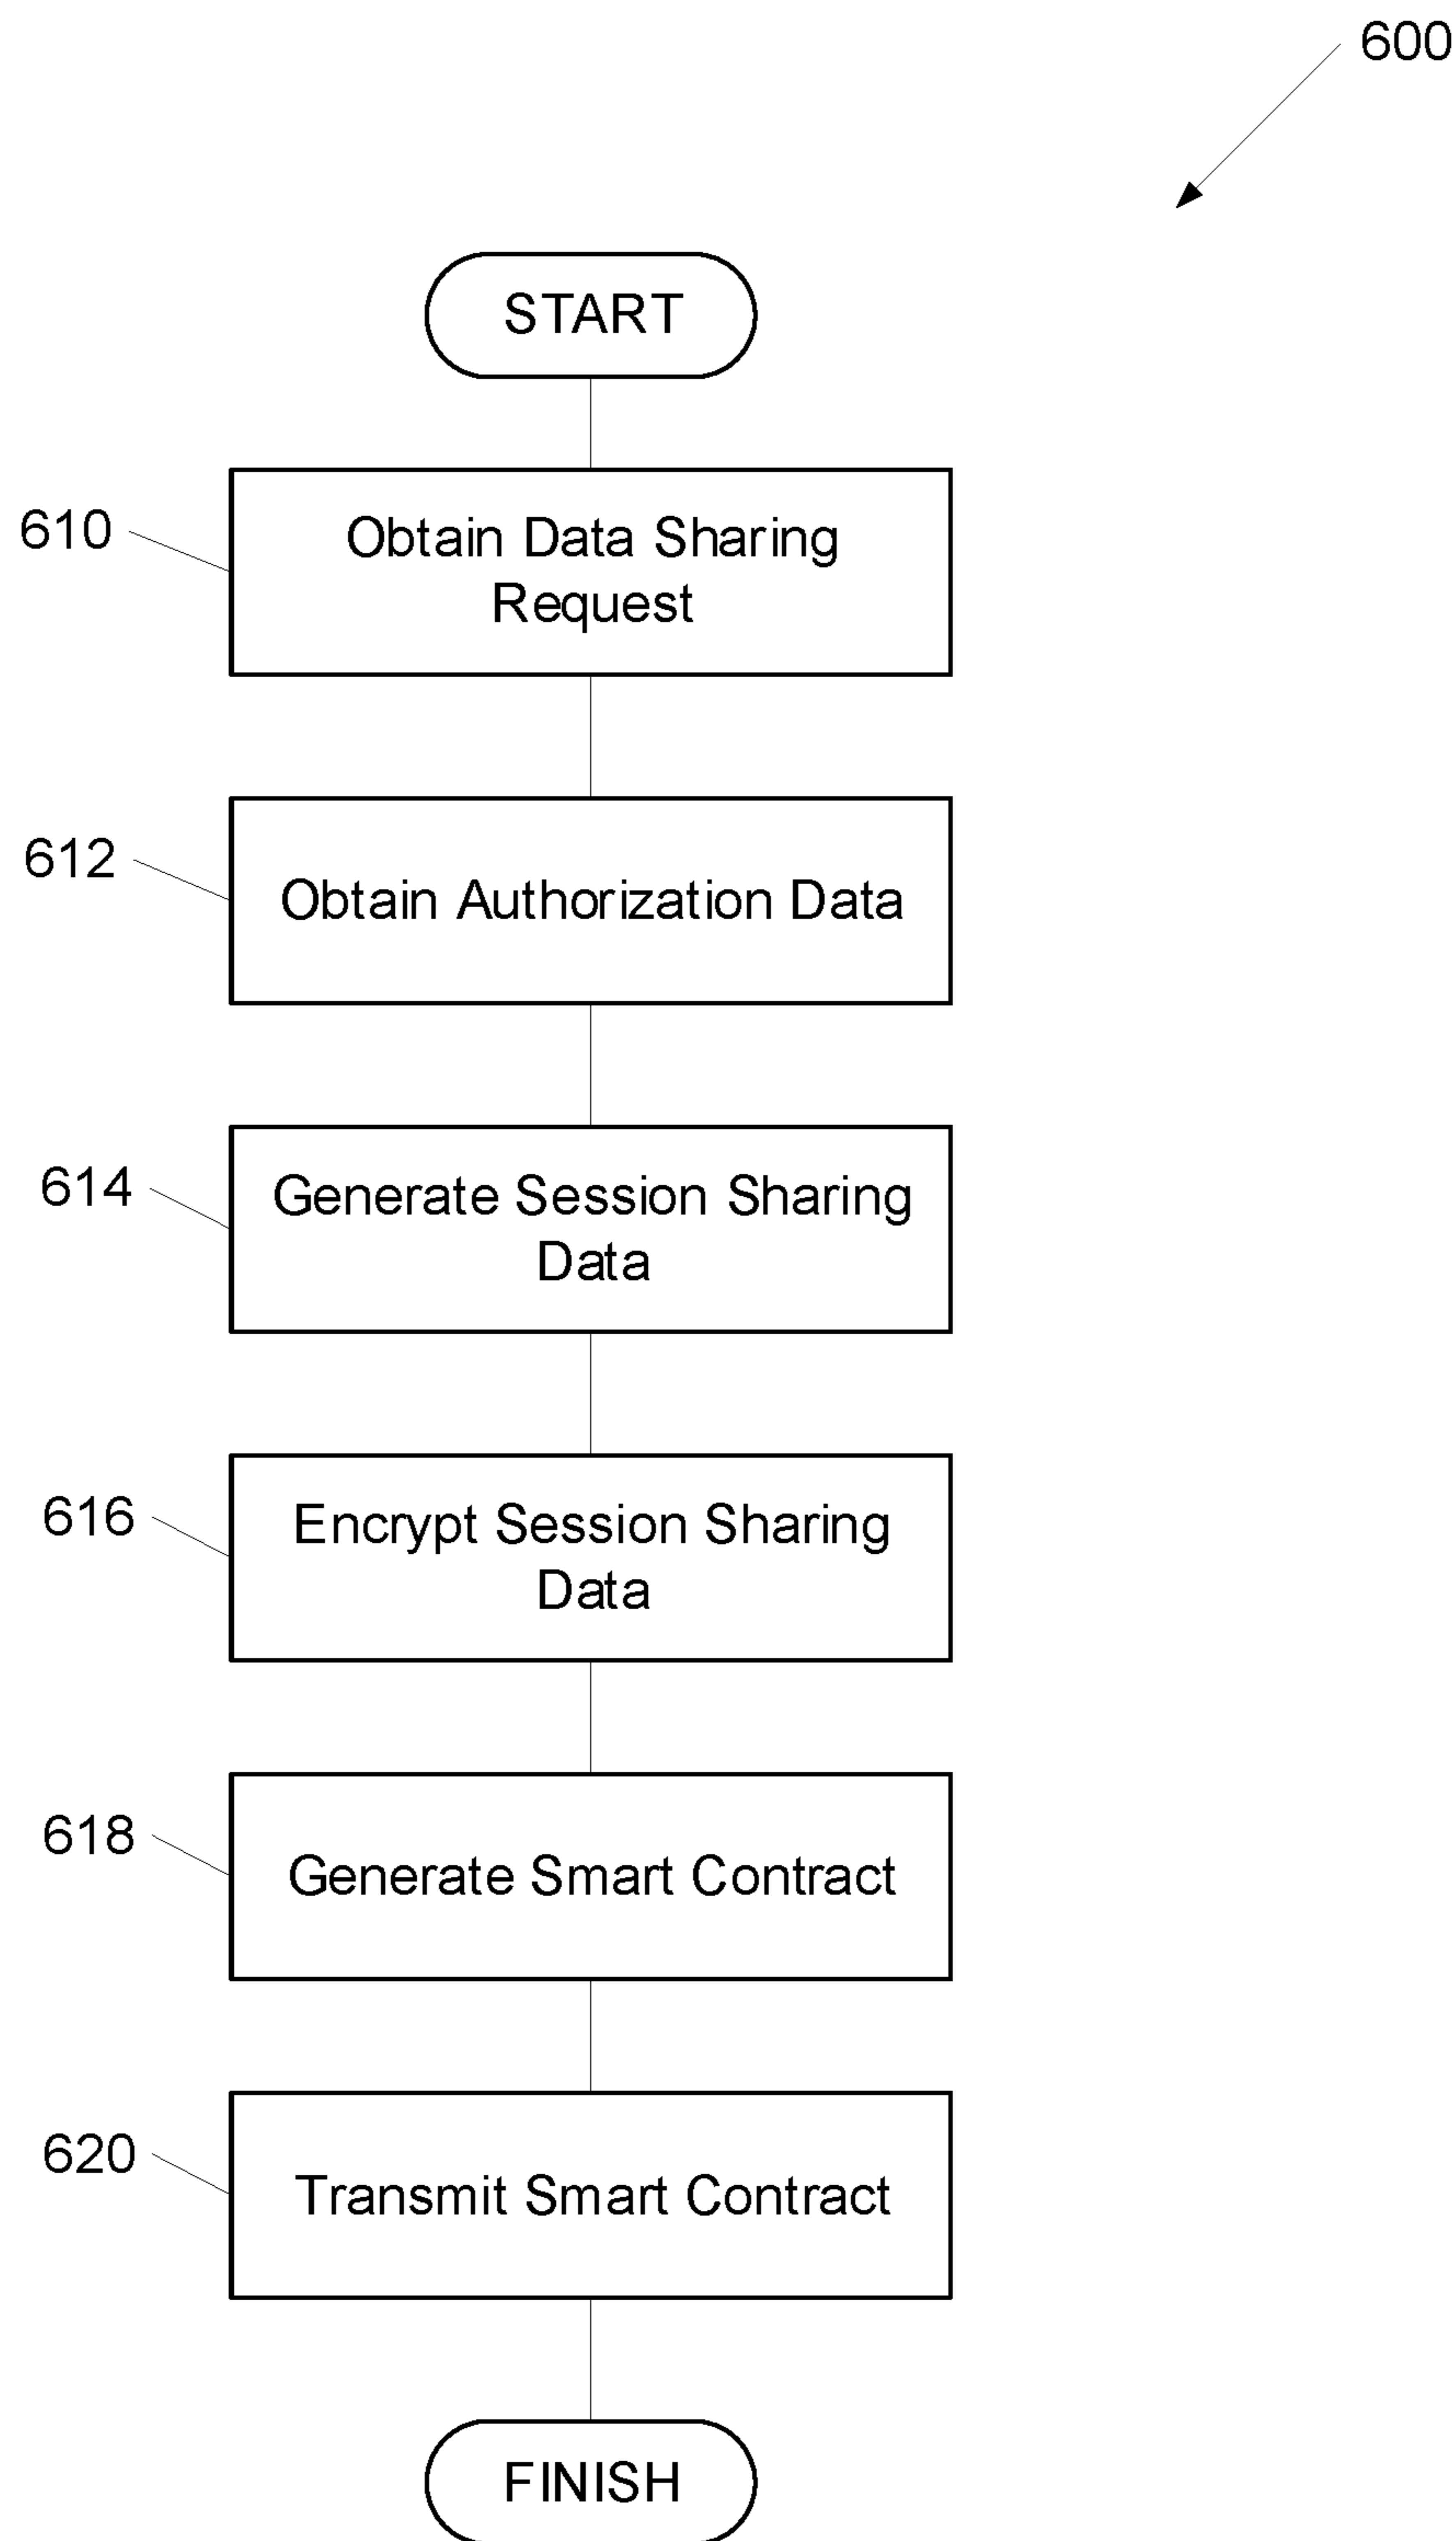 600
START
610
Obtain Data Sharing
Request
612
Obtain Authorization Data
614
Generate Session Sharing
Data
616
Encrypt Session Sharing
Data
618
Generate Smart Contract
620
Transmit Smart Contract
FINISH